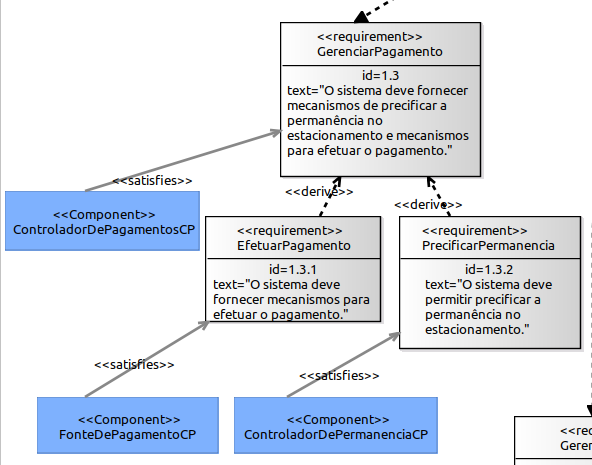 <<requirement>>
GerenciarPagamento
id=1.3
text="O sistema deve fornecer
mecanismos de precificar a
permanência no
estacionamento e mecanismos
para efetuar o pagamento."
<<satisfies>>
<<derive>>
<<derive>>
<<Component>>
ControladorDePagamentosCP
<<requirement>>
EfetuarPagamento
id=1.3.1
text="O sistema deve
fornecer mecanismos para
efetuar o pagamento."
<<requirement>>
PrecificarPermanencia
id=1.3.2
text="O sistema deve
permitir precificar a
permanência no
estacionamento."
<<satisfies>>
<<satisfies>>
<<Component>>
FonteDePagamentoCP
<<Component>>
ControladorDePermanenciaCP
<<req
Geren